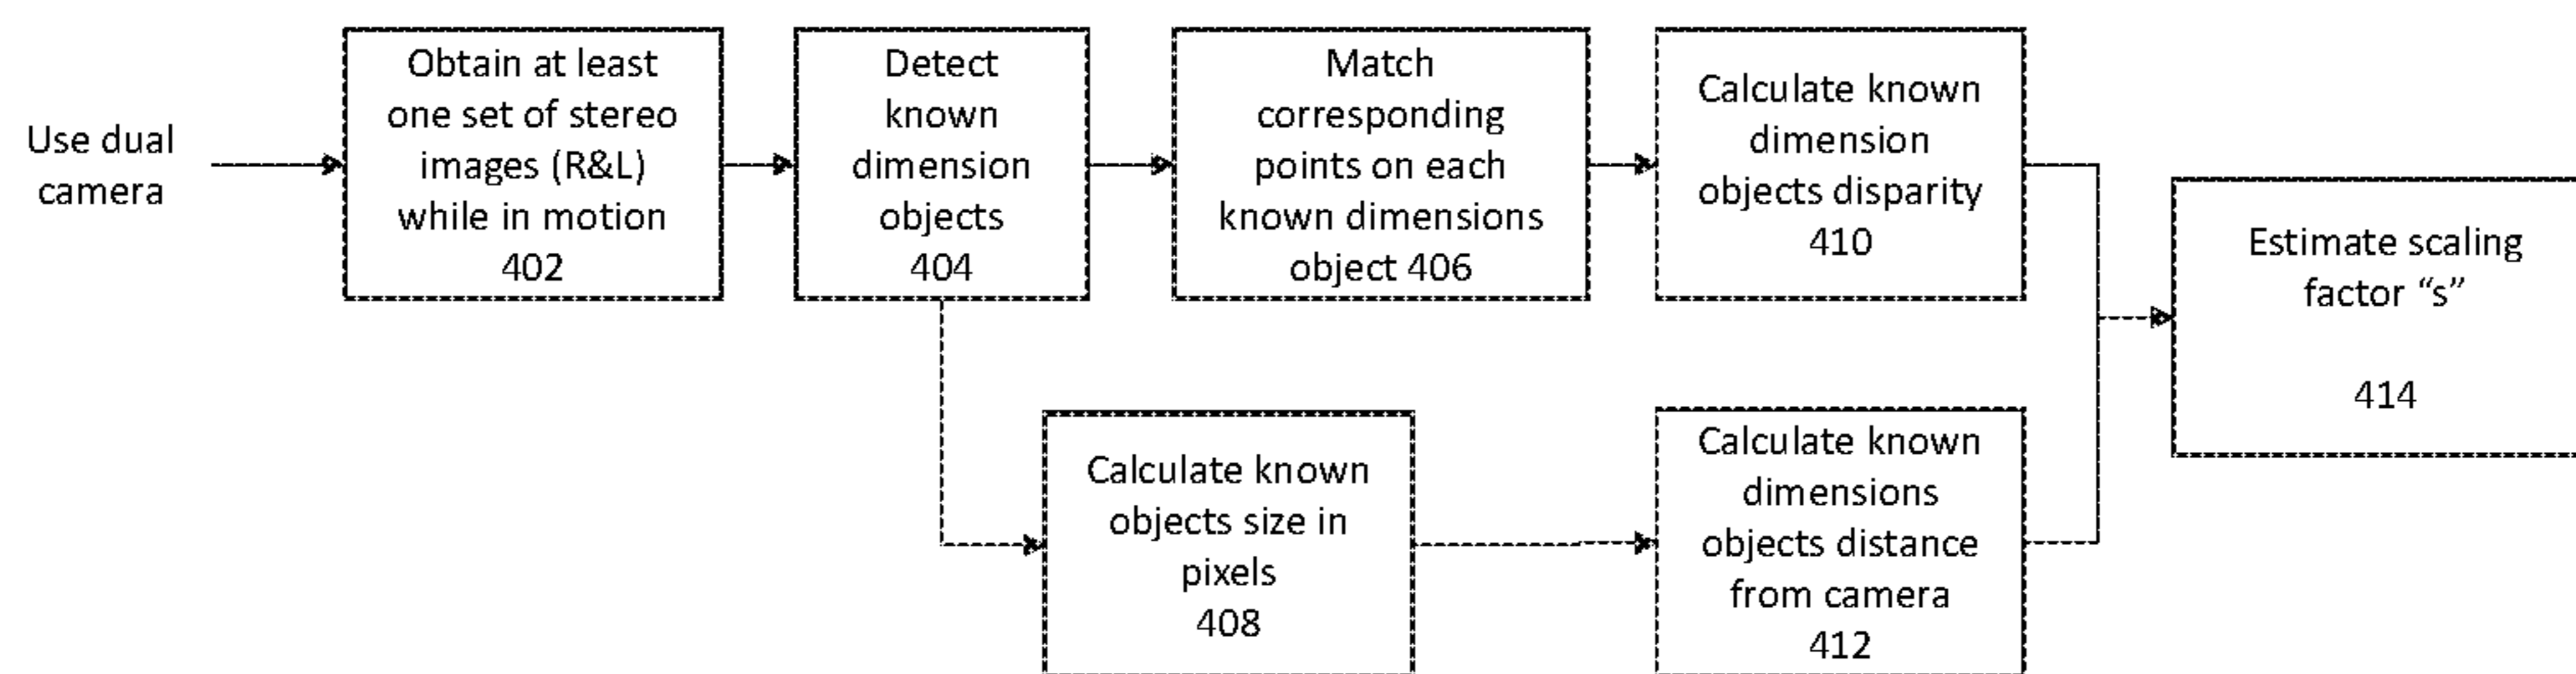 Use dual
camera
Obtain at least
one set of stereo
images (R&L)
while in motion
402
Detect
known
dimension
objects
404
Match
corresponding
points on each
known dimensions
object 406
Calculate known
dimension
objects disparity
410
Estimate scaling
factor “s”
414
Calculate known
objects size in
pixels
408
Calculate known
dimensions
objects distance
from camera
412